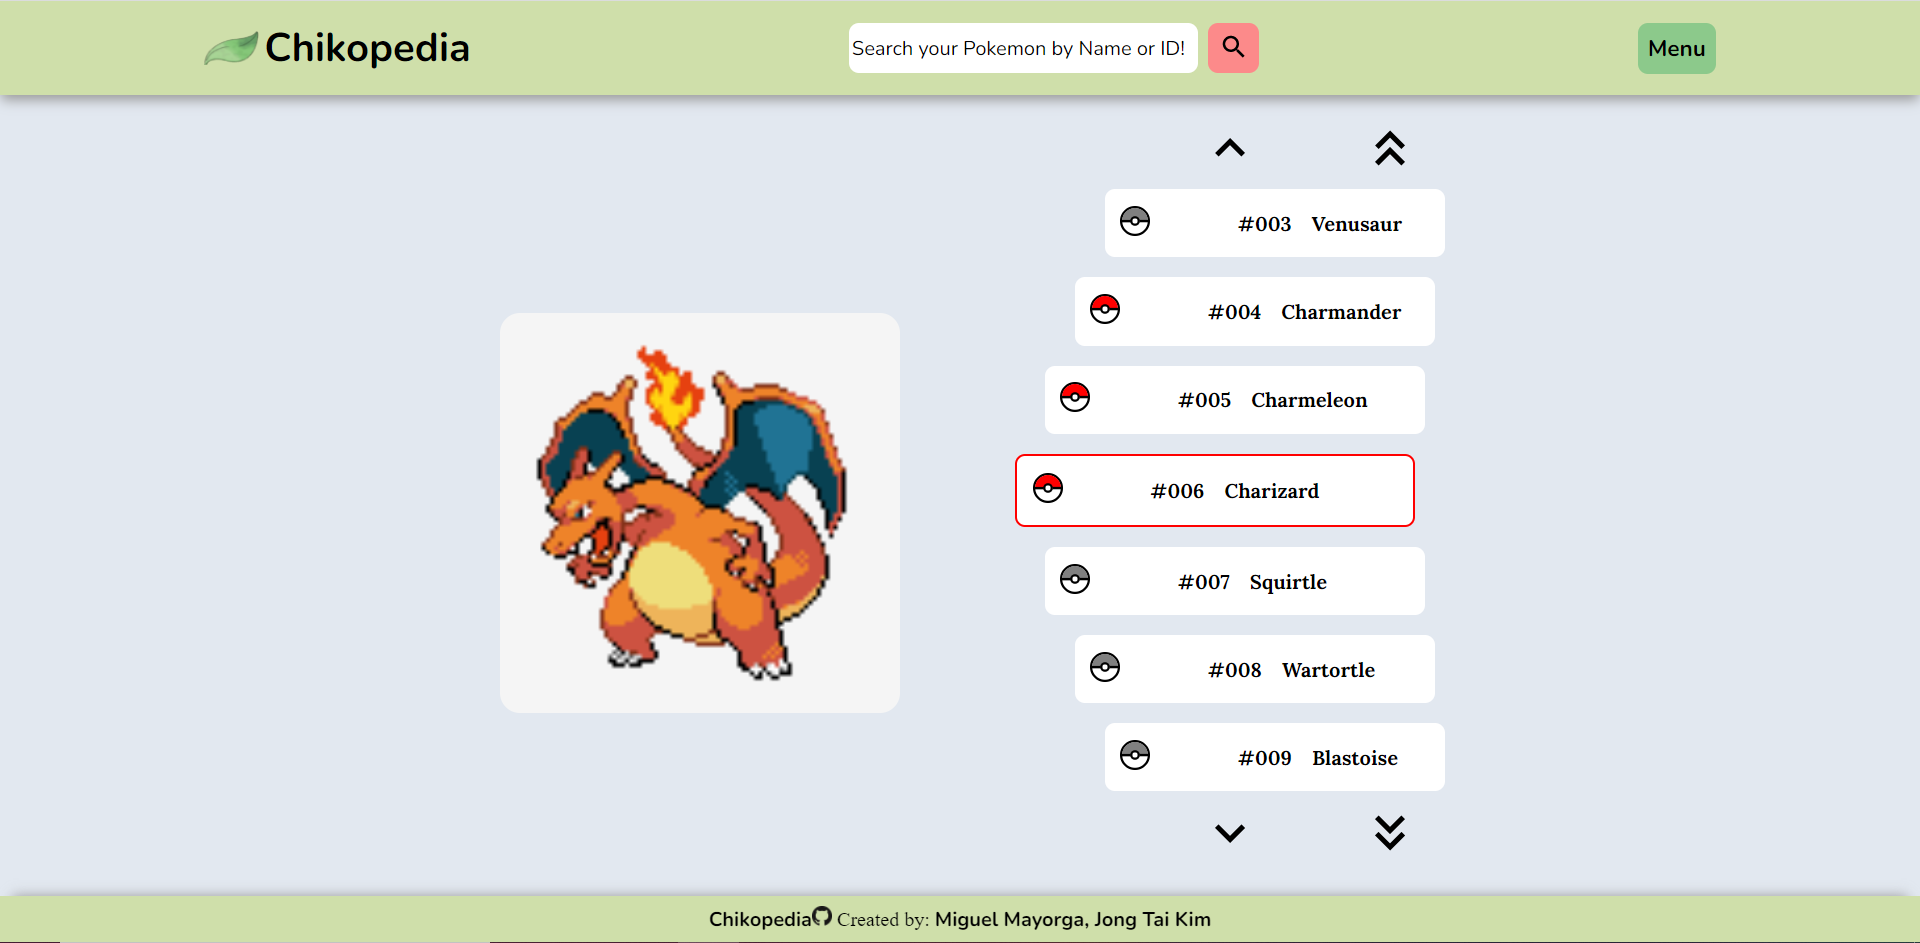 Chikopedia
Search your Pokemon by Name or ID!
Menu
#003 Venusaur
#004 Charmander
#005 Charmeleon
#006 Charizard
#007 Squirtle
#008 Wartortle
#009 Blastoise
Chikopedia Created by: Miguel Mayorga, Jong Tai Kim